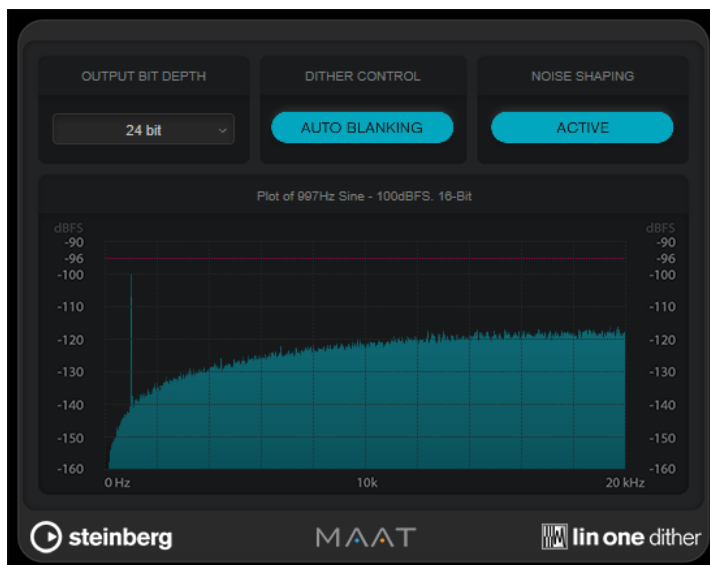 OUTPUT BIT DEPTH
DITHER CONTROL
NOISE SHAPING
24 bit
AUTO BLANKING
ACTIVE
Plot of 997Hz Sine - 100dBFS. 16-Bit
dBFS dBFS
-90 -90
-96 -96
-100 -100
-110 -110
-120 -120
-130 -130
-140 -140
-150 -150
-160 -160
0 Hz 10k 20 kHz
steinberg
MAAT
lin one dither